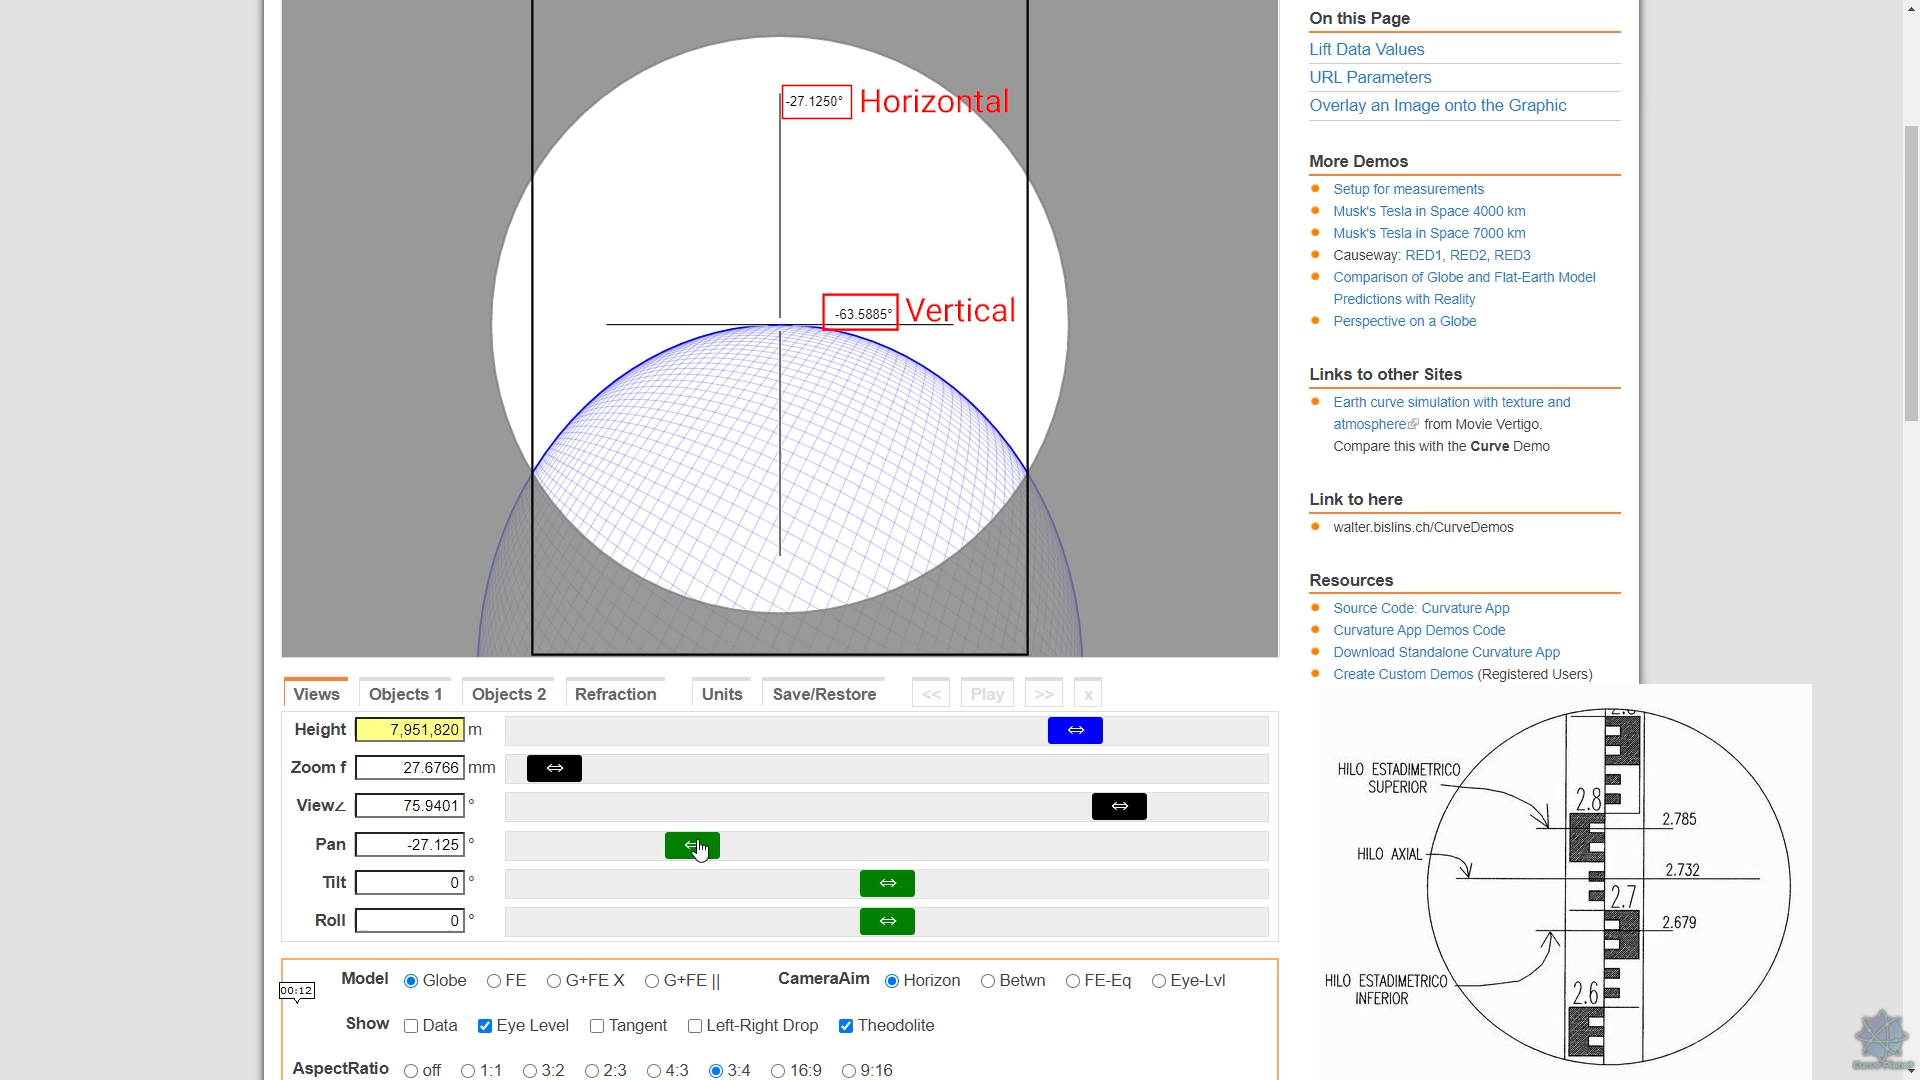 -27.1250° Horizontal
-63.5885° Vertical
Views Objects 1 Objects 2 Refraction Units Save/Restore << Play >> x
Height 7,951,820 m
Zoom f 27.6766 mm
View∠ 75.9401 °
Pan -27.125 °
Tilt 0 °
Roll 0 °
00:12
Model Globe FE G+FE X G+FE || CameraAim Horizon Betwn FE-Eq Eye-Lvl
Show Data Eye Level Tangent Left-Right Drop Theodolite
AspectRatio off 1:1 3:2 2:3 4:3 3:4 16:9 9:16
On this Page
Lift Data Values
URL Parameters
Overlay an Image onto the Graphic
More Demos
Setup for measurements
Musk's Tesla in Space 4000 km
Musk's Tesla in Space 7000 km
Causeway: RED1, RED2, RED3
Comparison of Globe and Flat-Earth Model
Predictions with Reality
Perspective on a Globe
Links to other Sites
Earth curve simulation with texture and
atmosphere from Movie Vertigo.
Compare this with the Curve Demo
Link to here
walter.bislins.ch/CurveDemos
Resources
Source Code: Curvature App
Curvature App Demos Code
Download Standalone Curvature App
Create Custom Demos (Registered Users)
HILO ESTADIMETRICO
SUPERIOR
2.8
2.785
HILO AXIAL
2.732
2.7
2.679
HILO ESTADIMETRICO
INFERIOR
2.6